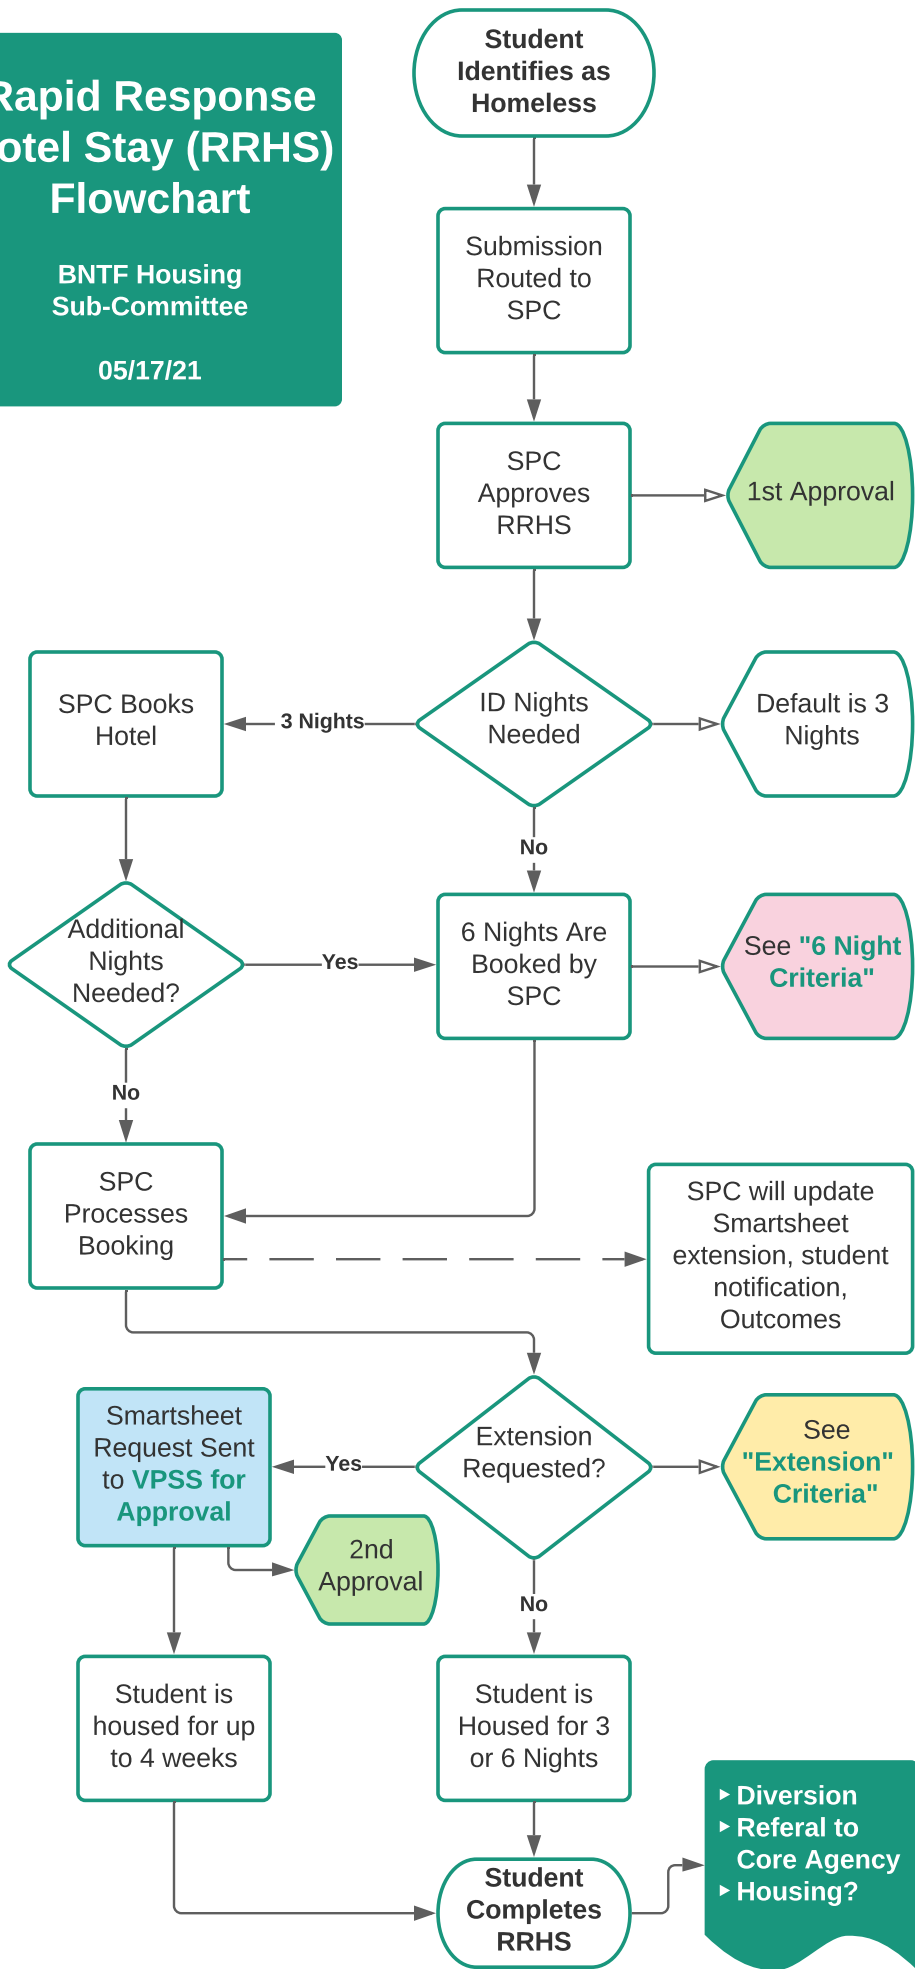 Student
Identifies as
Homeless
Rapid Response
otel Stay (RRHS)
Flowchart
BNTF Housing
Sub-Committee
05/17/21
Submission
Routed to
SPC
SPC
Approves
RRHS
1st Approval
SPC Books
Hotel
3 Nights
ID Nights
Needed
Default is 3
Nights
No
Additional
Nights
Needed?
Yes
6 Nights Are
Booked by
SPC
See "6 Night
Criteria"
No
SPC
Processes
Booking
SPC will update
Smartsheet
extension, student
notification,
Outcomes
Smartsheet
Request Sent
to VPSS for
Approval
Yes
Extension
Requested?
See
"Extension"
Criteria"
2nd
Approval
No
Student is
housed for up
to 4 weeks
Student is
Housed for 3
or 6 Nights
Student
Completes
RRHS
Diversion
Referal to
Core Agency
Housing?